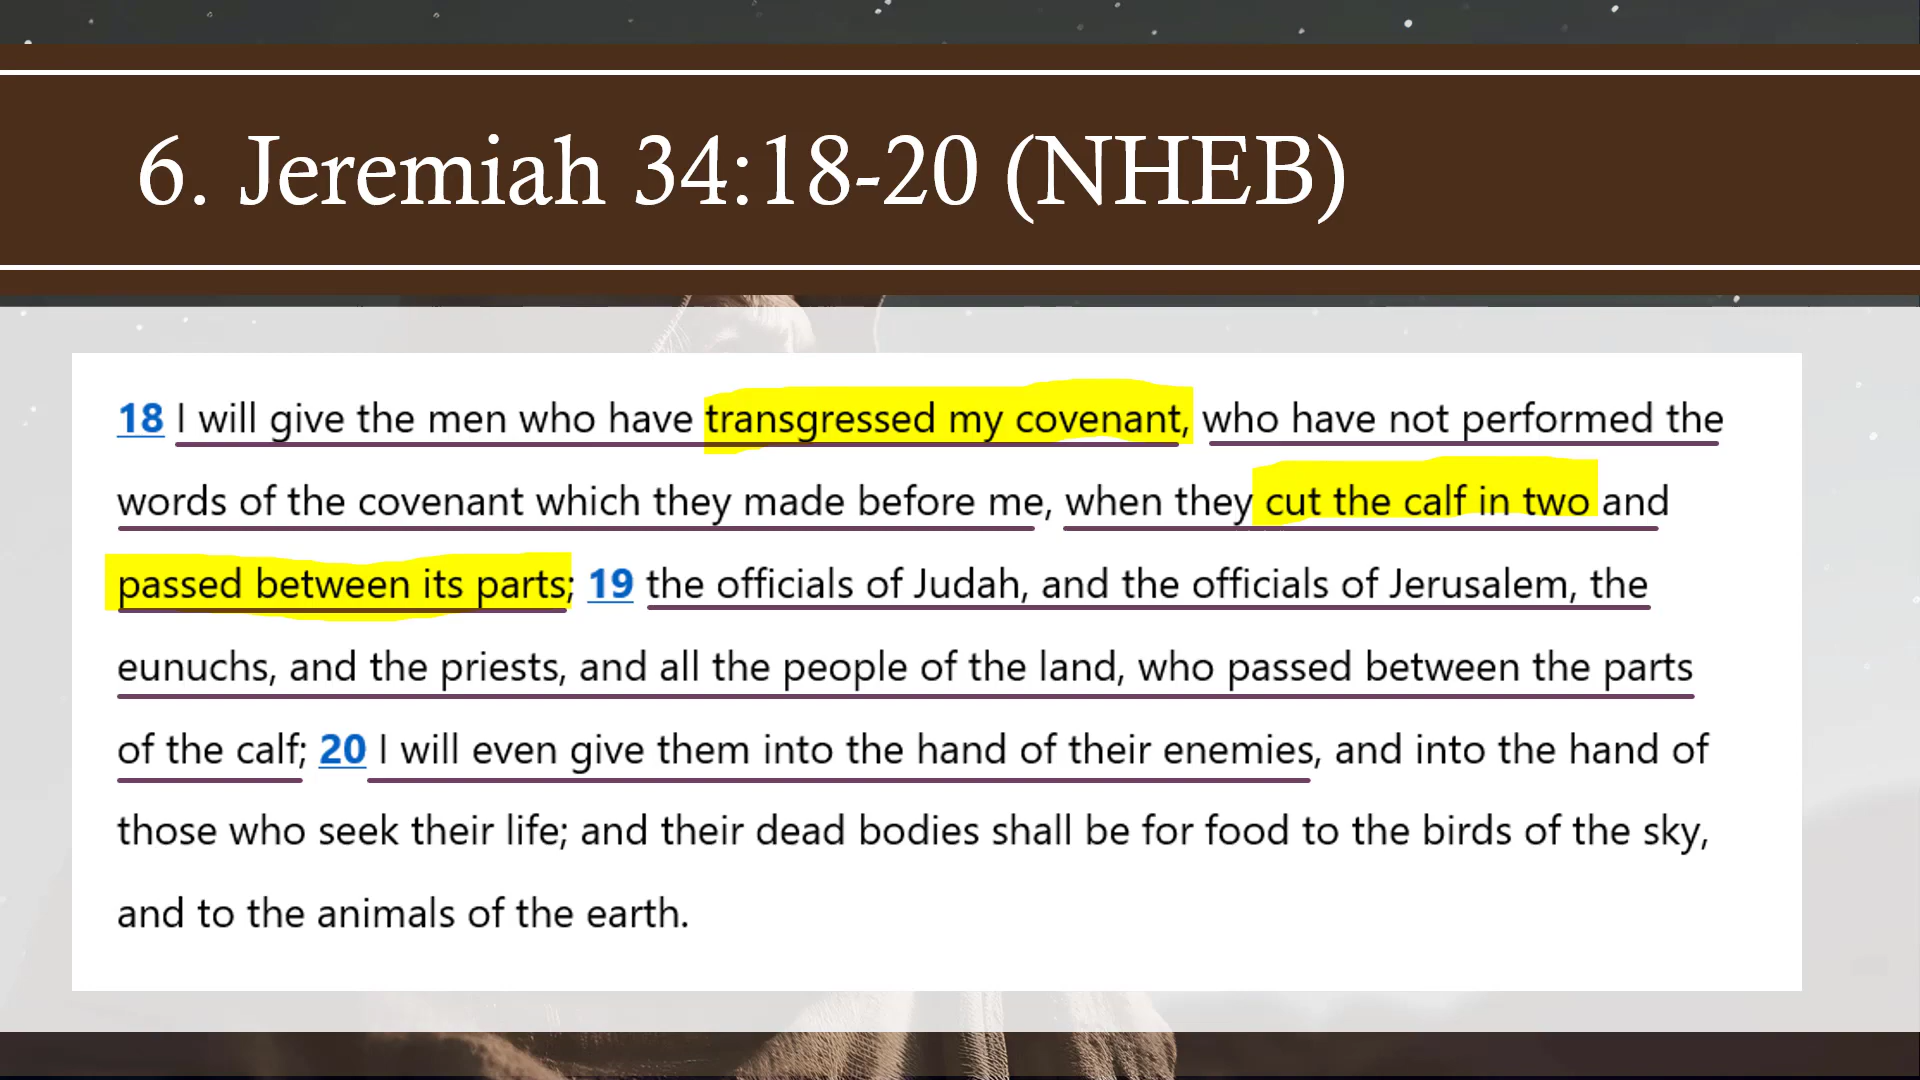 6. Jeremiah 34:18-20 (NHEB)
18 I will give the men who have transgressed my covenant, who have not performed the
words of the covenant which they made before me, when they cut the calf in two and
passed between its parts; 19 the officials of Judah, and the officials of Jerusalem, the
eunuchs, and the priests, and all the people of the land, who passed between the parts
of the calf; 20 I will even give them into the hand of their enemies, and into the hand of
those who seek their life; and their dead bodies shall be for food to the birds of the sky,
and to the animals of the earth.